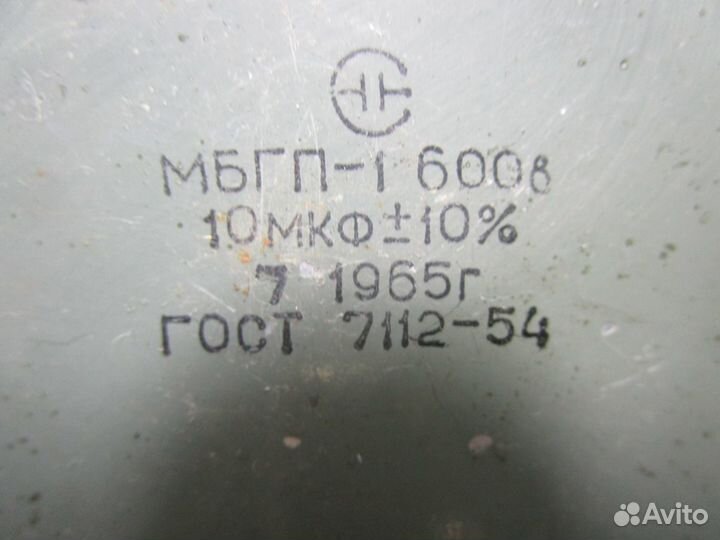 МБГП-1 600в
10МКФ±10%
7 1965г
ГОСТ 7112-54
Avito